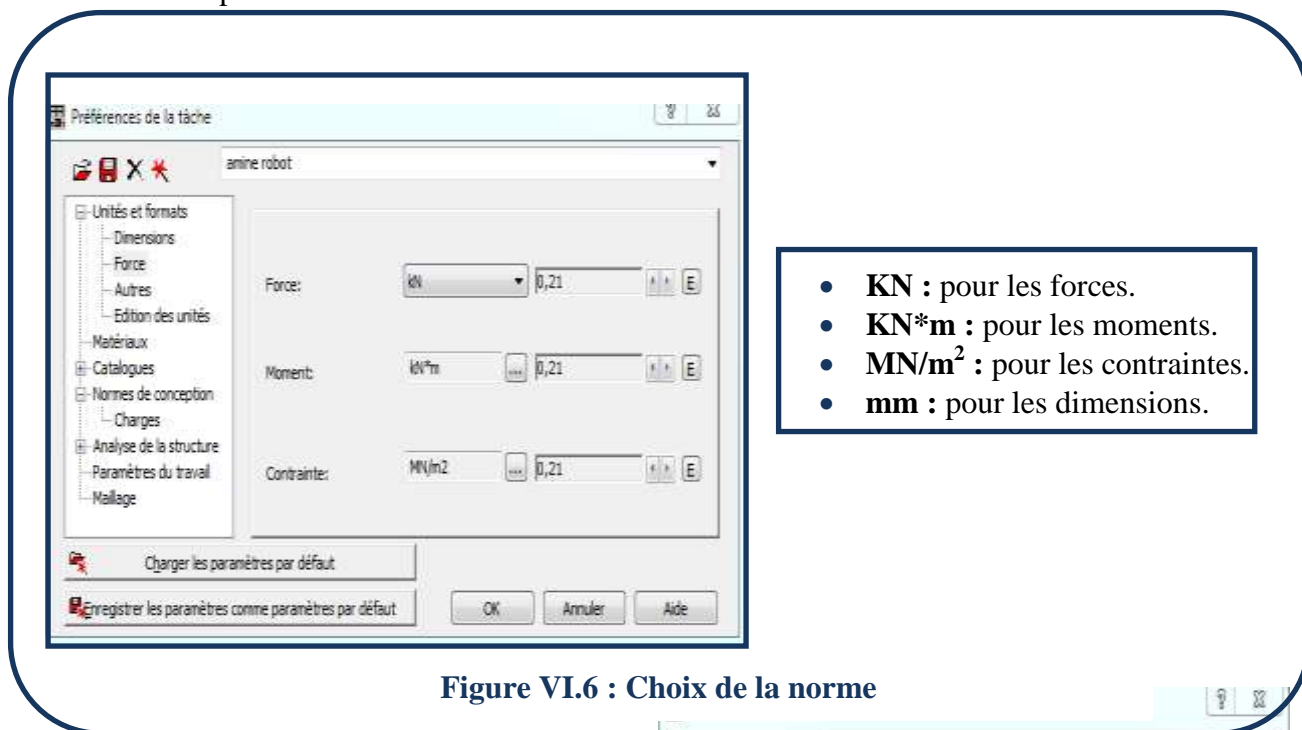 Préférences de la tâche
amine robot
Unités et formats
Dimensions
Force
Autres
Edition des unités
Matériaux
Catalogues
Normes de conception
Charges
Analyse de la structure
Paramètres du travail
Maillage
Force: kN 0,21 E
Moment: kN*m ... 0,21 E
Contrainte: MN/m2 ... 0,21 E
Charger les paramètres par défaut
Enregistrer les paramètres comme paramètres par défaut
OK Annuler Aide
• KN : pour les forces.
• KN*m : pour les moments.
• MN/m² : pour les contraintes.
• mm : pour les dimensions.
Figure VI.6 : Choix de la norme